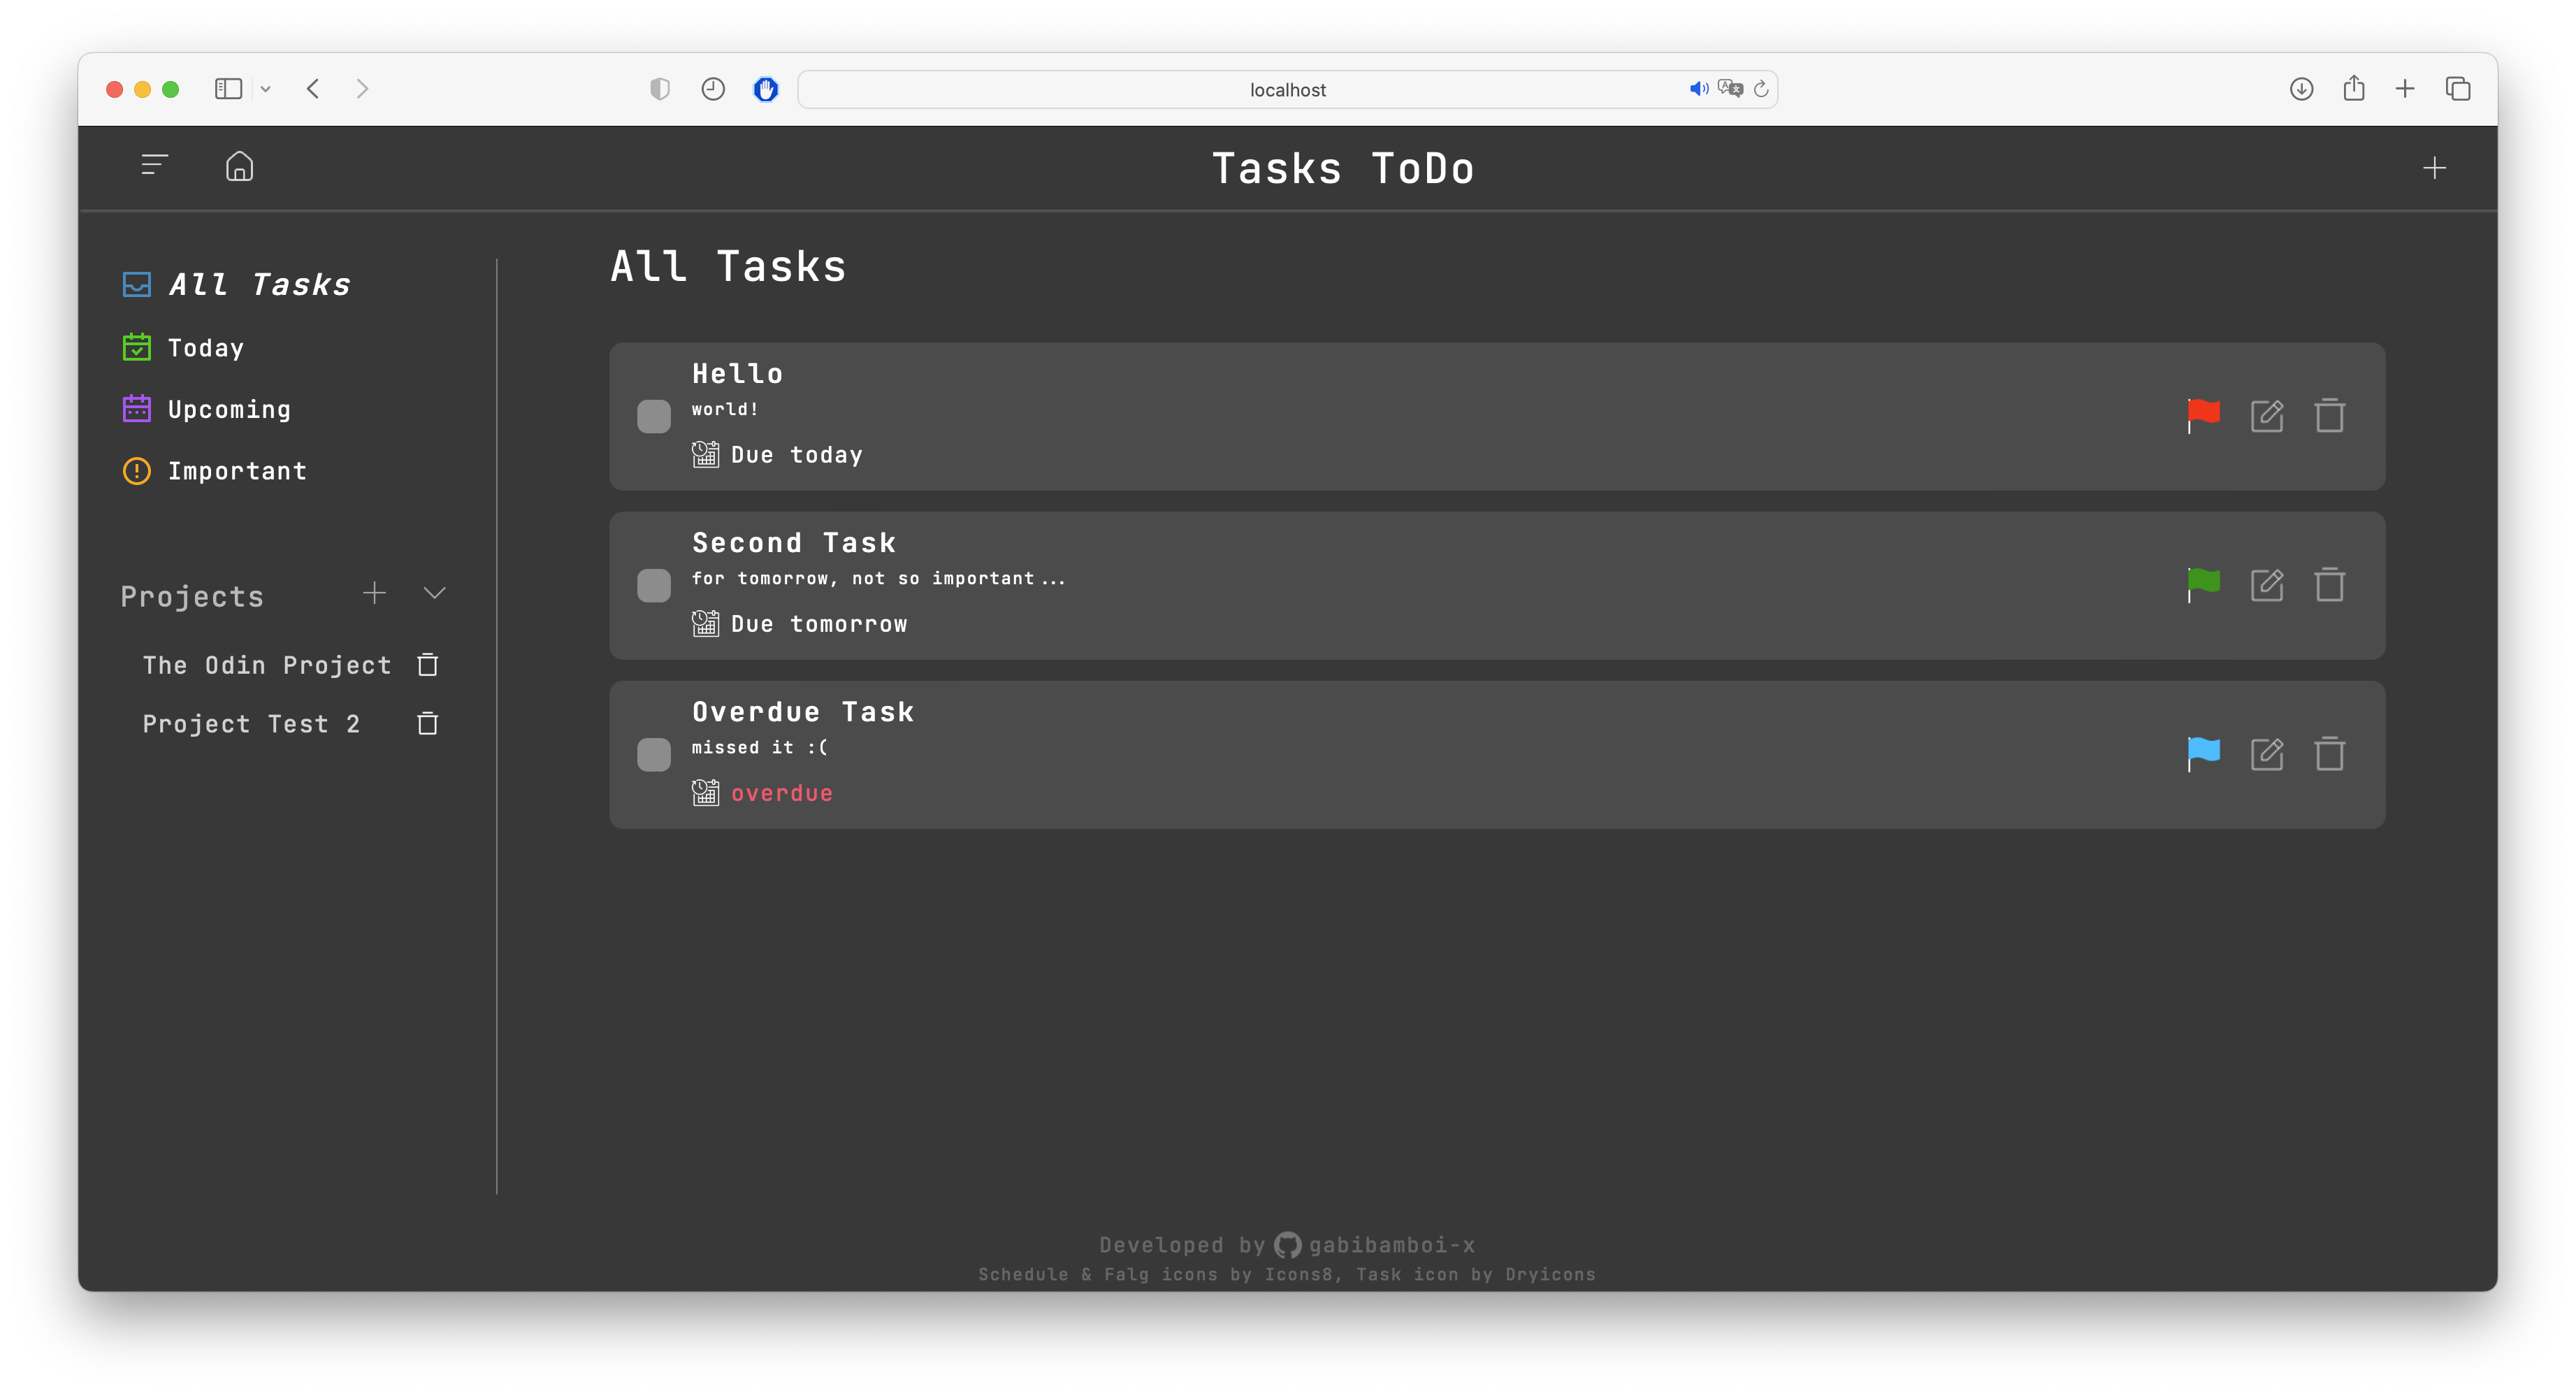 localhost
Tasks ToDo
All Tasks
Today
Upcoming
Important
Projects
The Odin Project
Project Test 2
All Tasks
Hello
world!
Due today
Second Task
for tomorrow, not so important...
Due tomorrow
Overdue Task
missed it :(
overdue
Developed by gabibamboi-x
Schedule & Falg icons by Icons8, Task icon by Dryicons